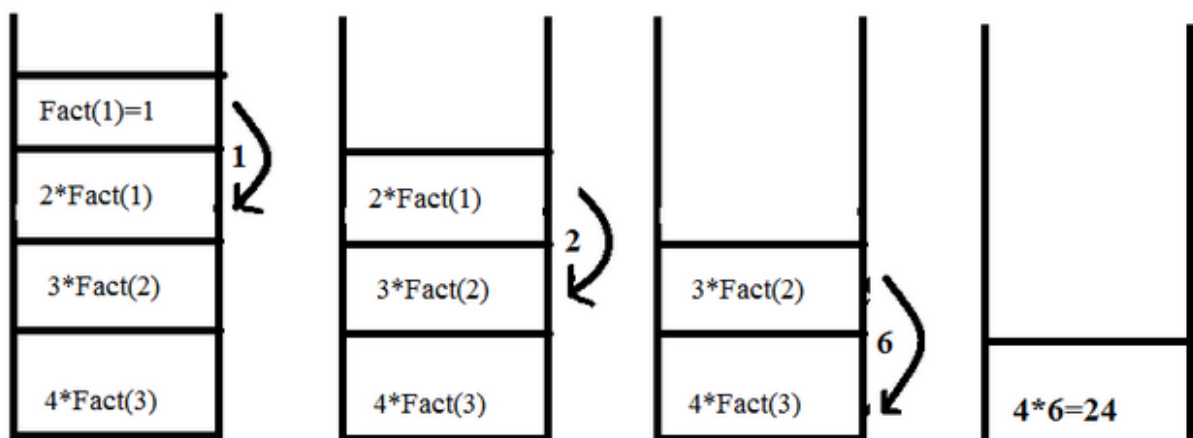 Fact(1)=1
1
2*Fact(1)
3*Fact(2)
4*Fact(3)
2*Fact(1)
2
3*Fact(2)
4*Fact(3)
3*Fact(2)
6
4*Fact(3)
4*6=24